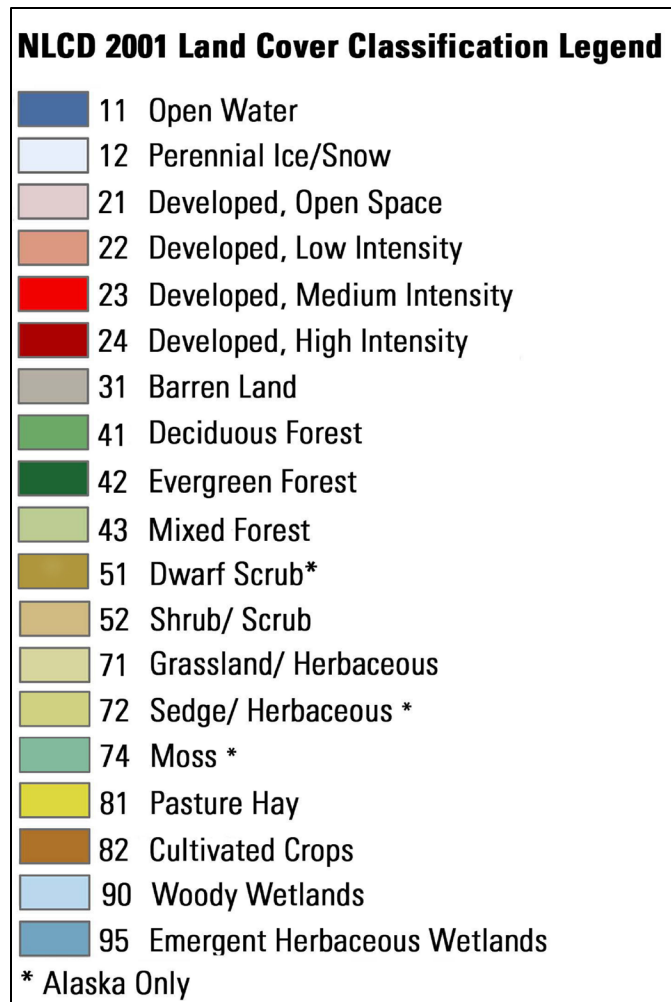 NLCD 2001 Land Cover Classification Legend
11 Open Water
12 Perennial Ice/Snow
21 Developed, Open Space
22 Developed, Low Intensity
23 Developed, Medium Intensity
24 Developed, High Intensity
31 Barren Land
41 Deciduous Forest
42 Evergreen Forest
43 Mixed Forest
51 Dwarf Scrub*
52 Shrub/ Scrub
71 Grassland/ Herbaceous
72 Sedge/ Herbaceous *
74 Moss *
81 Pasture Hay
82 Cultivated Crops
90 Woody Wetlands
95 Emergent Herbaceous Wetlands
* Alaska Only